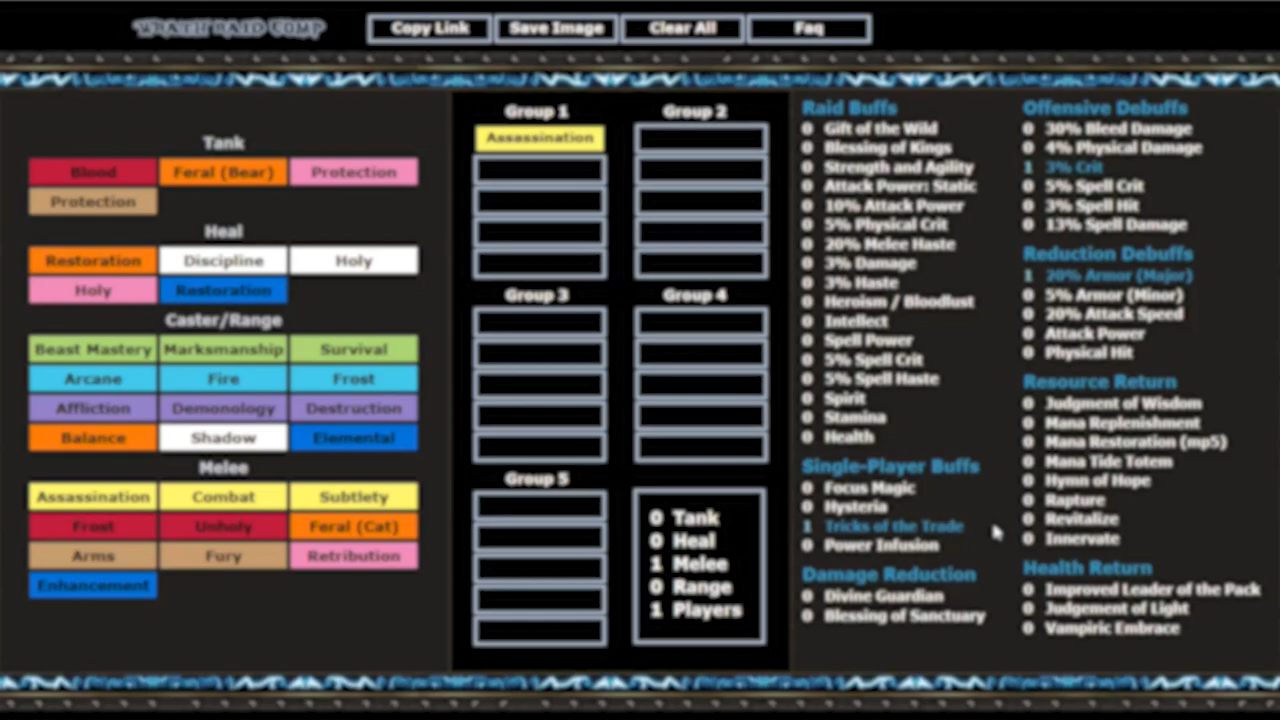 WRATH RAID COMP
Copy Link
Save Image
Clear All
Faq
Tank
Blood
Feral (Bear)
Protection
Protection
Heal
Restoration
Discipline
Holy
Holy
Restoration
Caster/Range
Beast Mastery
Marksmanship
Survival
Arcane
Fire
Frost
Affliction
Demonology
Destruction
Balance
Shadow
Elemental
Melee
Assassination
Combat
Subtlety
Frost
Unholy
Feral (Cat)
Arms
Fury
Retribution
Enhancement
Group 1
Assassination
Group 2
Group 3
Group 4
Group 5
0 Tank
0 Heal
1 Melee
0 Range
1 Players
Raid Buffs
0 Gift of the Wild
0 Blessing of Kings
0 Strength and Agility
0 Attack Power: Static
0 10% Attack Power
0 5% Physical Crit
0 20% Melee Haste
0 3% Damage
0 3% Haste
0 Heroism / Bloodlust
0 Intellect
0 Spell Power
0 5% Spell Crit
0 5% Spell Haste
0 Spirit
0 Stamina
0 Health
Single-Player Buffs
0 Focus Magic
0 Hysteria
1 Tricks of the Trade
0 Power Infusion
Damage Reduction
0 Divine Guardian
0 Blessing of Sanctuary
Offensive Debuffs
0 30% Bleed Damage
0 4% Physical Damage
1 3% Crit
0 5% Spell Crit
0 3% Spell Hit
0 13% Spell Damage
Reduction Debuffs
1 20% Armor (Major)
0 5% Armor (Minor)
0 20% Attack Speed
0 Attack Power
0 Physical Hit
Resource Return
0 Judgment of Wisdom
0 Mana Replenishment
0 Mana Restoration (mp5)
0 Mana Tide Totem
0 Hymn of Hope
0 Rapture
0 Revitalize
0 Innervate
Health Return
0 Improved Leader of the Pack
0 Judgement of Light
0 Vampiric Embrace